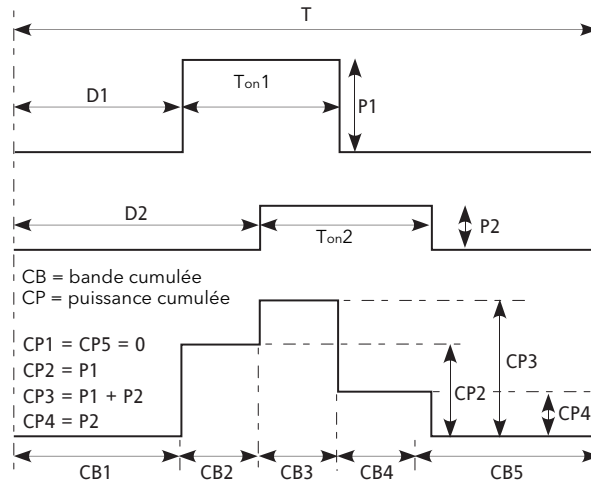 T
D1
Ton1
P1
D2
Ton2
P2
CB = bande cumulée
CP = puissance cumulée
CP1 = CP5 = 0
CP2 = P1
CP3 = P1 + P2
CP4 = P2
CP2
CP3
CP4
CB1
CB2
CB3
CB4
CB5